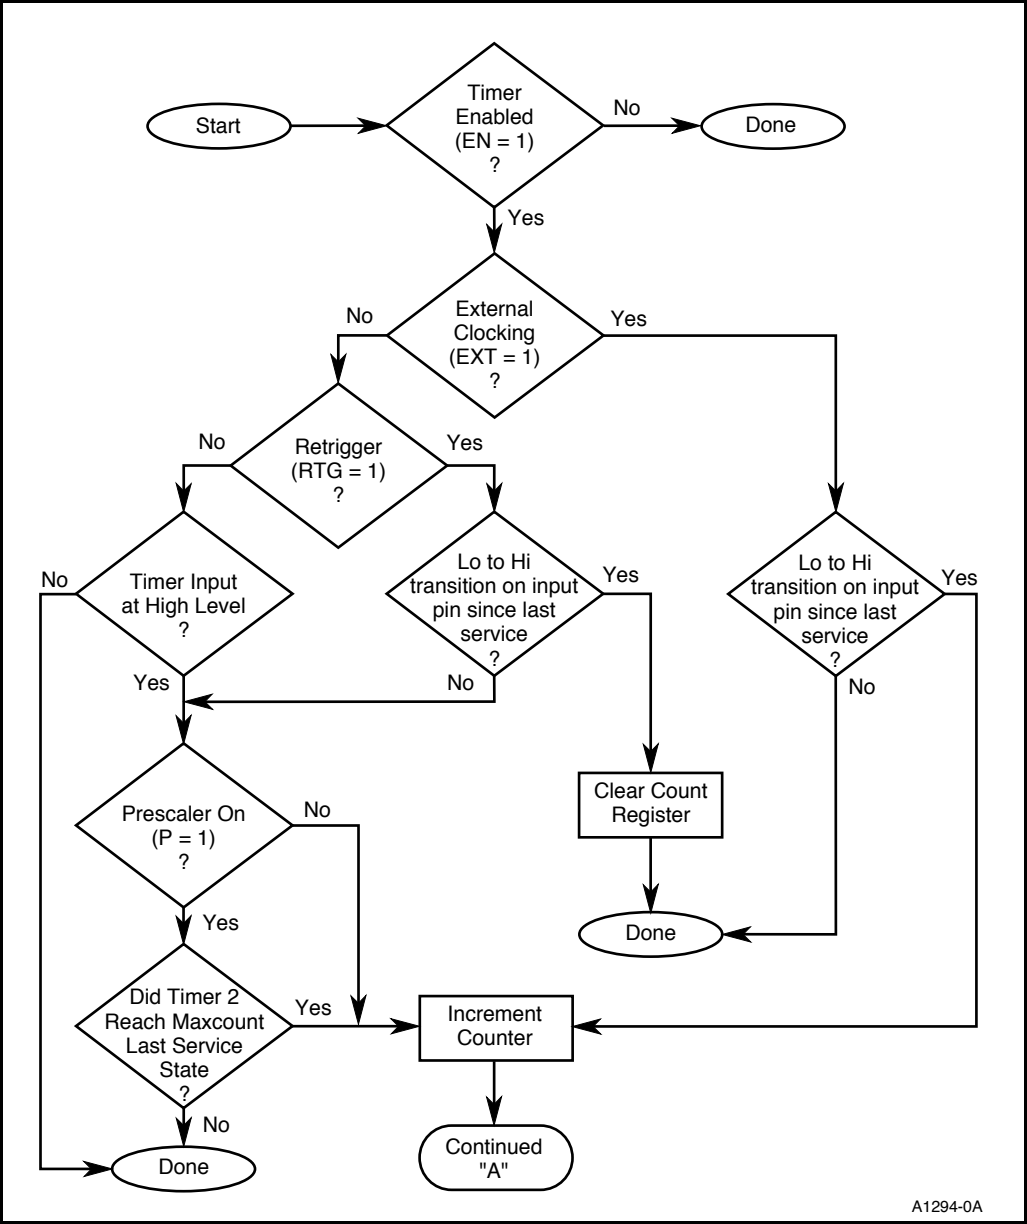 Timer
Enabled
(EN = 1)
?
Start
No
Done
Yes
External
Clocking
(EXT = 1)
?
No
Yes
Retrigger
(RTG = 1)
?
No
Yes
Timer Input
at High Level
?
No
Yes
Lo to Hi
transition on input
pin since last
service
?
Yes
No
Lo to Hi
transition on input
pin since last
service
?
Yes
No
Prescaler On
(P = 1)
?
No
Yes
Clear Count
Register
Done
Did Timer 2
Reach Maxcount
Last Service
State
?
Yes
No
Increment
Counter
Done
Continued
"A"
A1294-0A